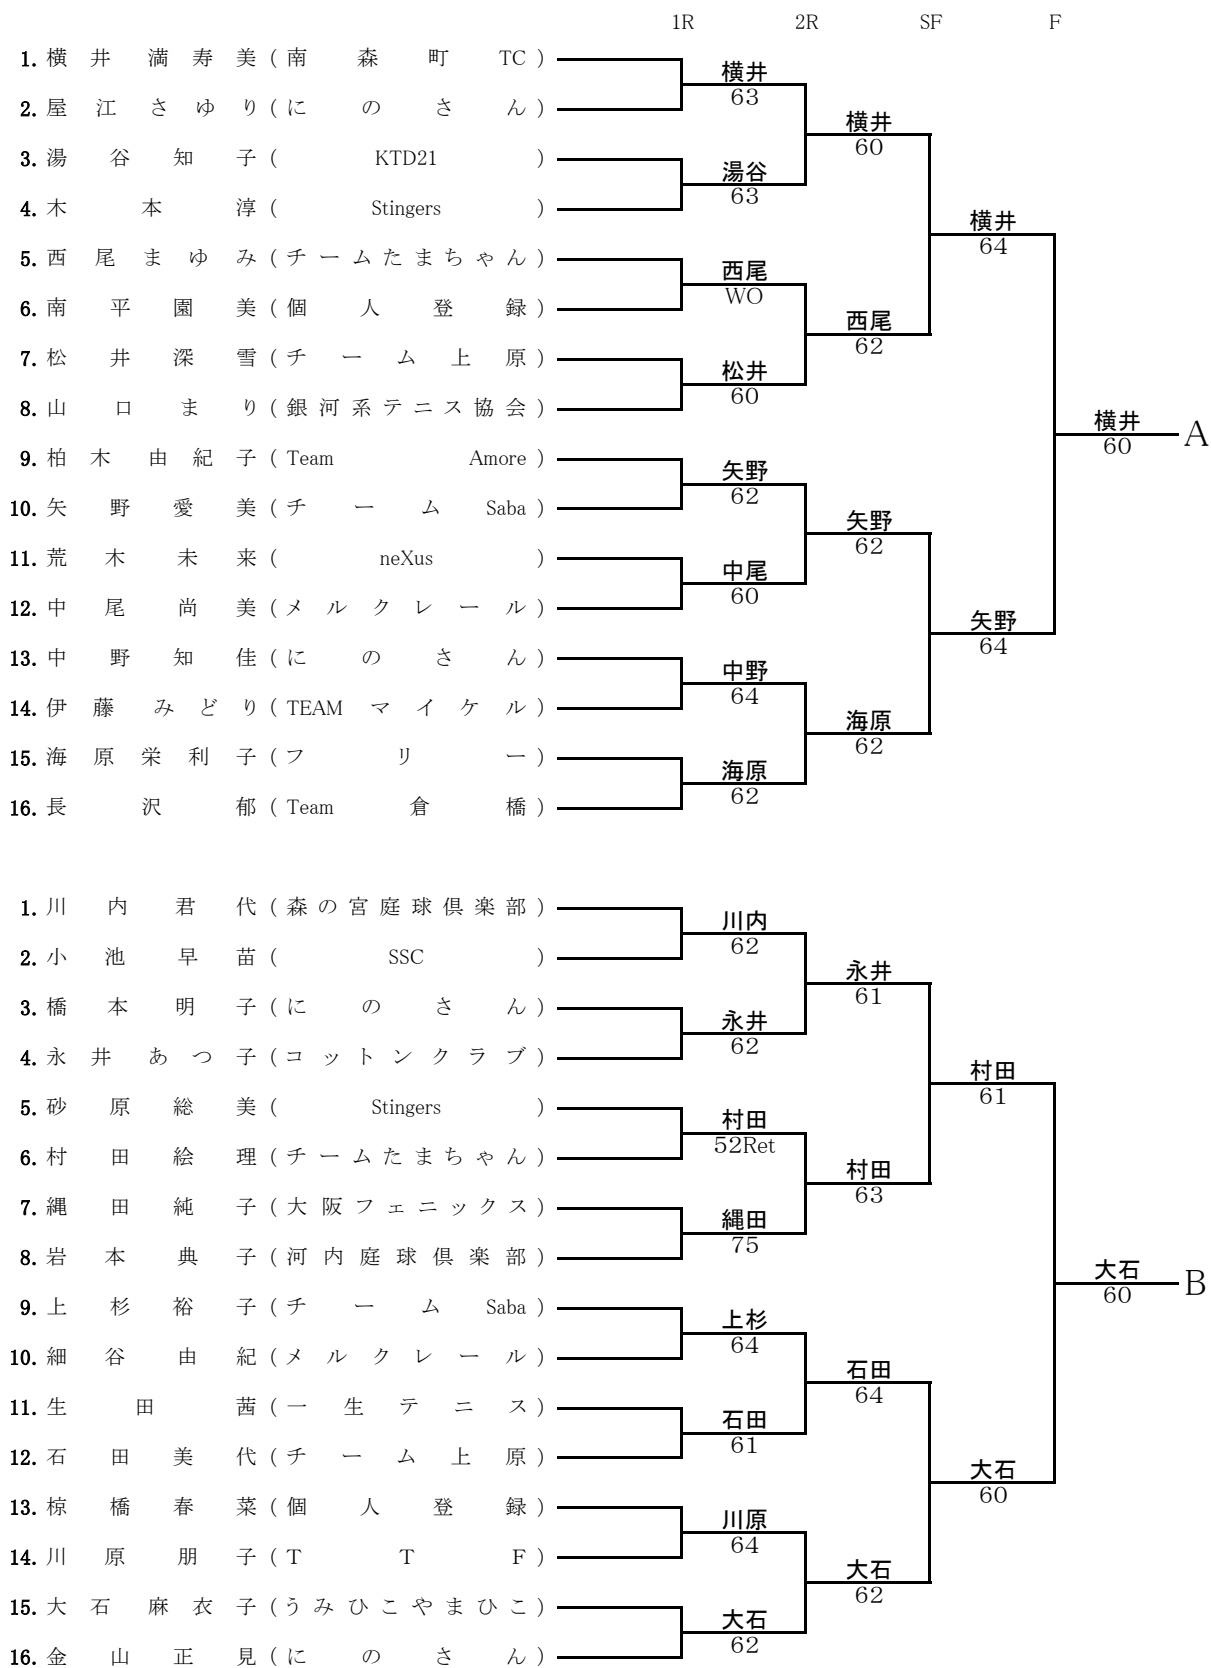 1R 2R SF F
1. 横井満寿美 (南森町TC)
横井
63
2. 屋江さゆり (にのさん)
横井
60
3. 湯谷知子 (KTD21)
湯谷
63
4. 木本淳 (Stingers)
横井
64
5. 西尾まゆみ (チームたまちゃん)
西尾
WO
6. 南平園美 (個人登録)
西尾
62
7. 松井深雪 (チーム上原)
松井
60
8. 山口まり (銀河系テニス協会)
横井
60
A
9. 柏木由紀子 (Team Amore)
矢野
62
10. 矢野愛美 (チームSaba)
矢野
62
11. 荒木未来 (neXus)
中尾
60
12. 中尾尚美 (メルクレール)
矢野
64
13. 中野知佳 (にのさん)
中野
64
14. 伊藤みどり (TEAMマイケル)
海原
62
15. 海原栄利子 (フリー)
海原
62
16. 長沢郁 (Team倉橋)
1. 川内君代 (森の宮庭球倶楽部)
川内
62
2. 小池早苗 (SSC)
永井
61
3. 橋本明子 (にのさん)
永井
62
4. 永井あつ子 (コットンクラブ)
村田
61
5. 砂原総美 (Stingers)
村田
52Ret
6. 村田絵理 (チームたまちゃん)
村田
63
7. 縄田純子 (大阪フェニックス)
縄田
75
8. 岩本典子 (河内庭球倶楽部)
大石
60
B
9. 上杉裕子 (チームSaba)
上杉
64
10. 細谷由紀 (メルクレール)
石田
64
11. 生田茜 (一生テニス)
石田
61
12. 石田美代 (チーム上原)
大石
60
13. 椋橋春菜 (個人登録)
川原
64
14. 川原朋子 (TTF)
大石
62
15. 大石麻衣子 (うみひこやまひこ)
大石
62
16. 金山正見 (にのさん)